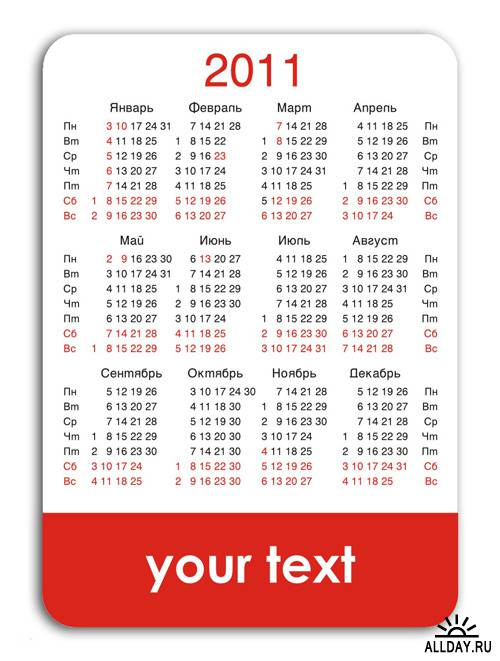 2011
Январь Февраль Март Апрель
Пн 3 10 17 24 31 7 14 21 28 7 14 21 28 4 11 18 25 Пн
Вт 4 11 18 25 1 8 15 22 1 8 15 22 29 5 12 19 26 Вт
Ср 5 12 19 26 2 9 16 23 2 9 16 23 30 6 13 20 27 Ср
Чт 6 13 20 27 3 10 17 24 3 10 17 24 31 7 14 21 28 Чт
Пт 7 14 21 28 4 11 18 25 4 11 18 25 1 8 15 22 29 Пт
Сб 1 8 15 22 29 5 12 19 26 5 12 19 26 2 9 16 23 30 Сб
Вс 2 9 16 23 30 6 13 20 27 6 13 20 27 3 10 17 24 Вс
Май Июнь Июль Август
Пн 2 9 16 23 30 6 13 20 27 4 11 18 25 1 8 15 22 29 Пн
Вт 3 10 17 24 31 7 14 21 28 5 12 19 26 2 9 16 23 30 Вт
Ср 4 11 18 25 1 8 15 22 29 6 13 20 27 3 10 17 24 31 Ср
Чт 5 12 19 26 2 9 16 23 30 7 14 21 28 4 11 18 25 Чт
Пт 6 13 20 27 3 10 17 24 1 8 15 22 29 5 12 19 26 Пт
Сб 7 14 21 28 4 11 18 25 2 9 16 23 30 6 13 20 27 Сб
Вс 1 8 15 22 29 5 12 19 26 3 10 17 24 31 7 14 21 28 Вс
Сентябрь Октябрь Ноябрь Декабрь
Пн 5 12 19 26 3 10 17 24 30 7 14 21 28 5 12 19 26 Пн
Вт 6 13 20 27 4 11 18 30 1 8 15 22 29 6 13 20 27 Вт
Ср 7 14 21 28 5 12 19 30 2 9 16 23 30 7 14 21 28 Ср
Чт 1 8 15 22 29 6 13 20 30 3 10 17 24 1 8 15 22 29 Чт
Пт 2 9 16 23 30 7 14 21 30 4 11 18 25 2 9 16 23 30 Пт
Сб 3 10 17 24 1 8 15 22 30 5 12 19 26 3 10 17 24 31 Сб
Вс 4 11 18 25 2 9 16 23 30 6 13 20 27 4 11 18 25 Вс
your text
ALLDAY.RU